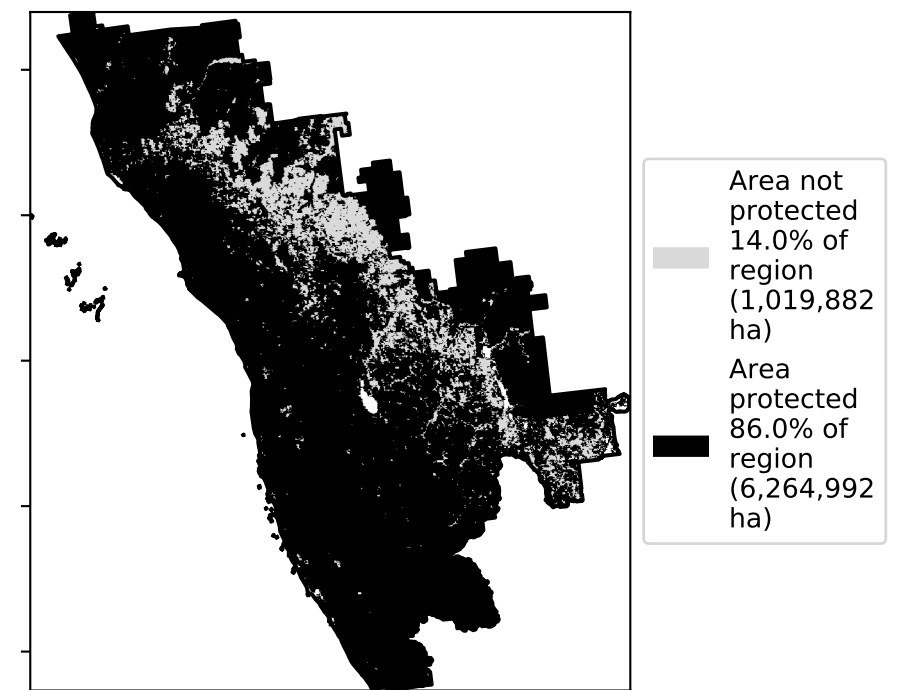 Area not
protected
14.0% of
region
(1,019,882
ha)
Area
protected
86.0% of
region
(6,264,992
ha)